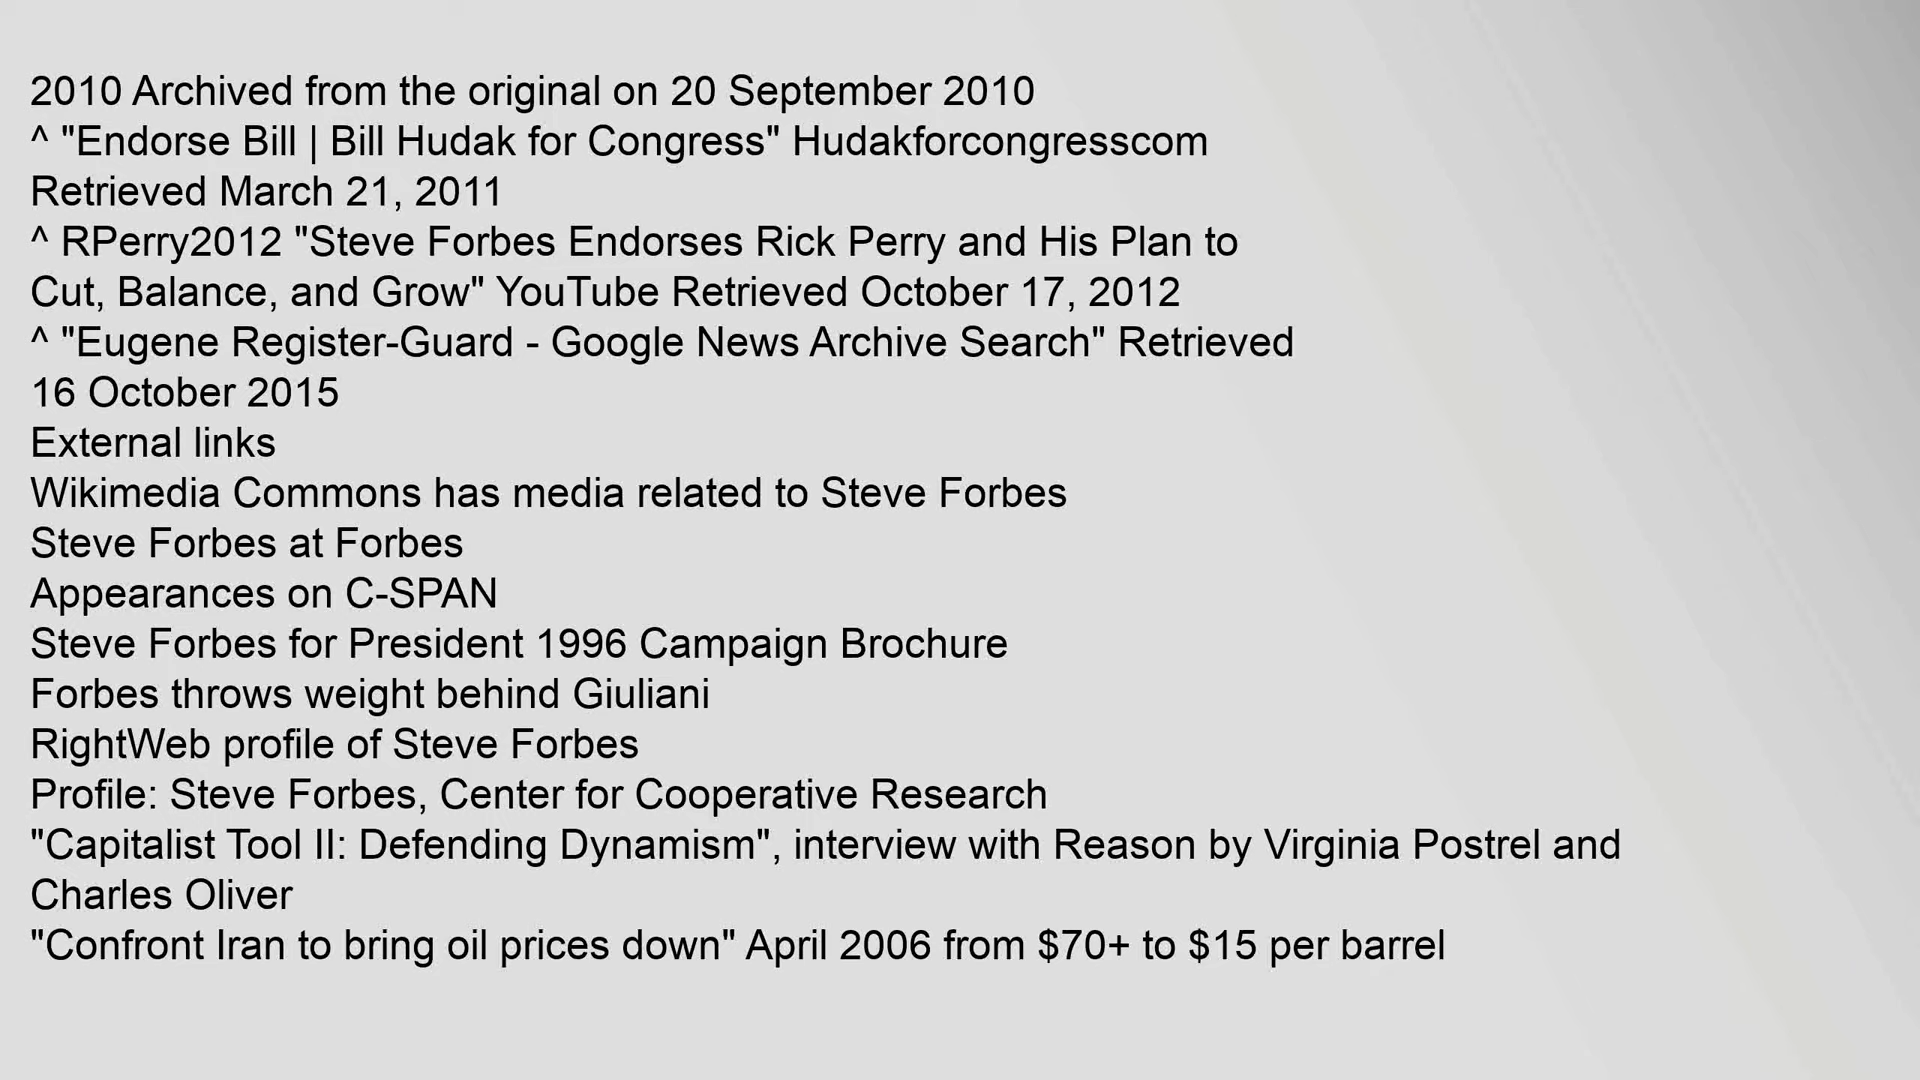 2010 Archived from the original on 20 September 2010
^ "Endorse Bill | Bill Hudak for Congress" Hudakforcongresscom
Retrieved March 21, 2011
^ RPerry2012 "Steve Forbes Endorses Rick Perry and His Plan to
Cut, Balance, and Grow" YouTube Retrieved October 17, 2012
^ "Eugene Register-Guard - Google News Archive Search" Retrieved
16 October 2015
External links
Wikimedia Commons has media related to Steve Forbes
Steve Forbes at Forbes
Appearances on C-SPAN
Steve Forbes for President 1996 Campaign Brochure
Forbes throws weight behind Giuliani
RightWeb profile of Steve Forbes
Profile: Steve Forbes, Center for Cooperative Research
"Capitalist Tool II: Defending Dynamism", interview with Reason by Virginia Postrel and
Charles Oliver
"Confront Iran to bring oil prices down" April 2006 from $70+ to $15 per barrel